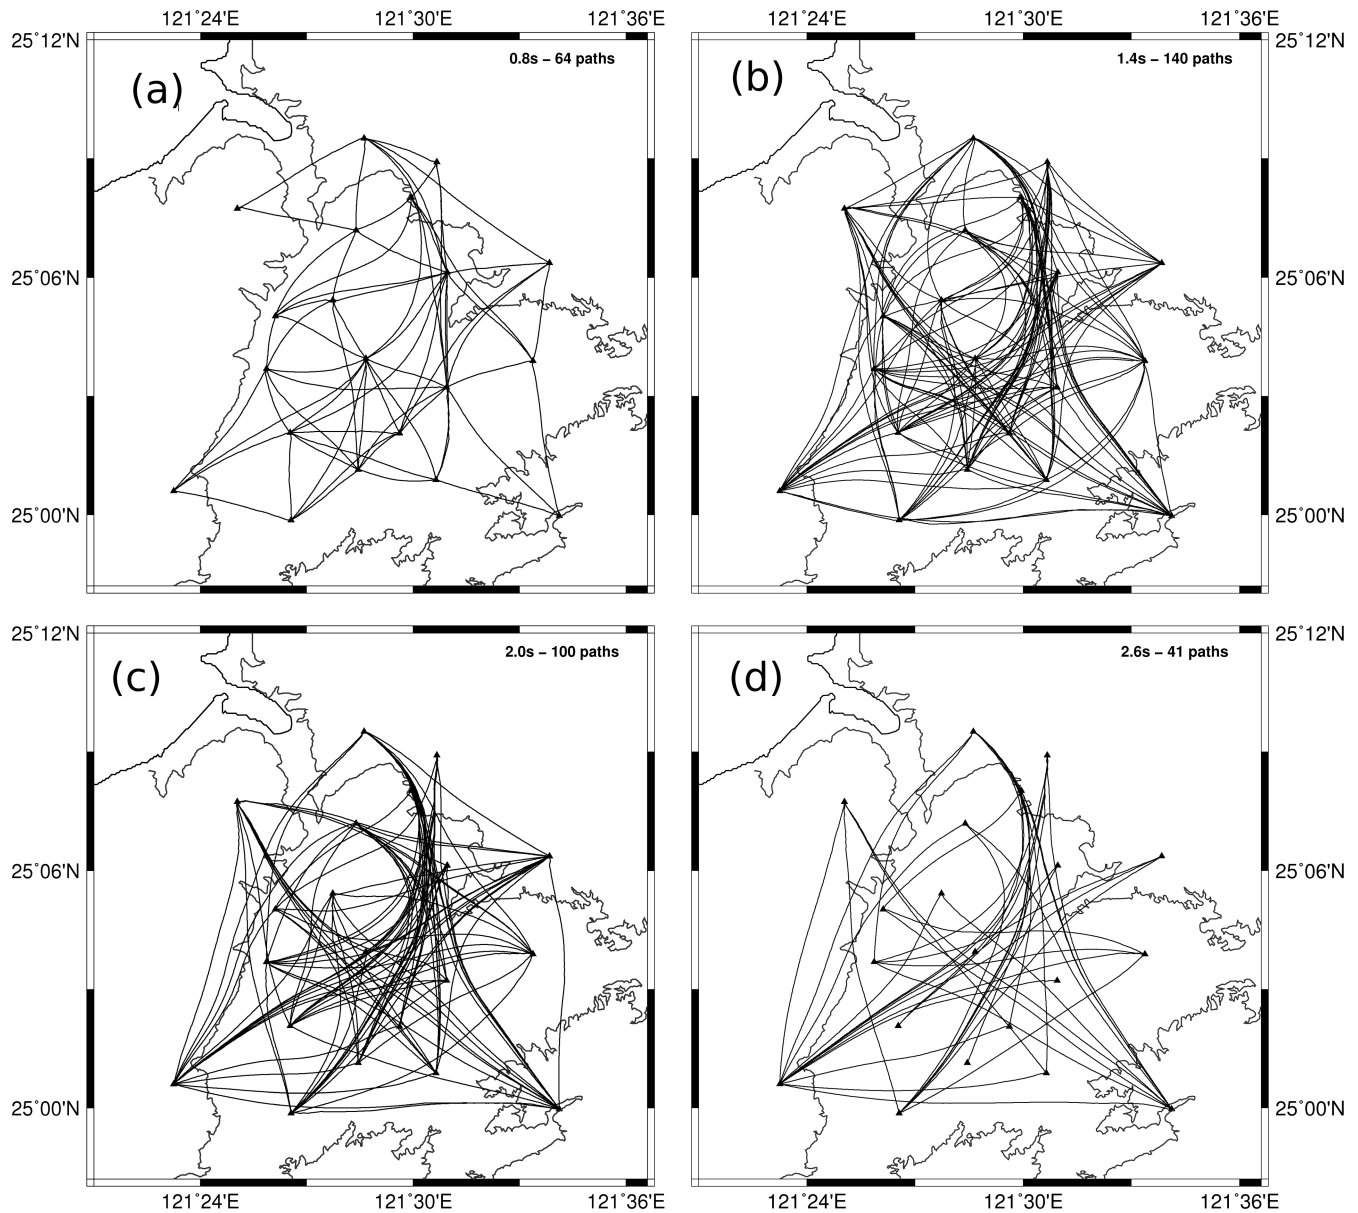 121˚24'E 121˚30'E 121˚36'E 121˚24'E 121˚30'E 121˚36'E
25˚12'N 25˚12'N
(a) 0.8s – 64 paths
(b) 1.4s – 140 paths
25˚06'N 25˚06'N
25˚00'N 25˚00'N
25˚12'N 25˚12'N
(c) 2.0s – 100 paths
(d) 2.6s – 41 paths
25˚06'N 25˚06'N
25˚00'N 25˚00'N
121˚24'E 121˚30'E 121˚36'E 121˚24'E 121˚30'E 121˚36'E